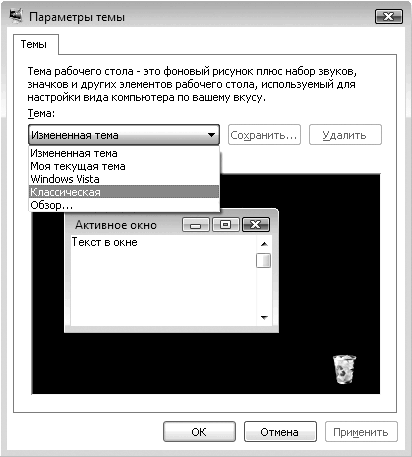 Параметры темы
Темы
Тема рабочего стола - это фоновый рисунок плюс набор звуков,
значков и других элементов рабочего стола, используемый для
настройки вида компьютера по вашему вкусу.
Тема:
Измененная тема
Сохранить...
Удалить
Измененная тема
Моя текущая тема
Windows Vista
Классическая
Обзор...
Активное окно
Текст в окне
OK
Отмена
Применить